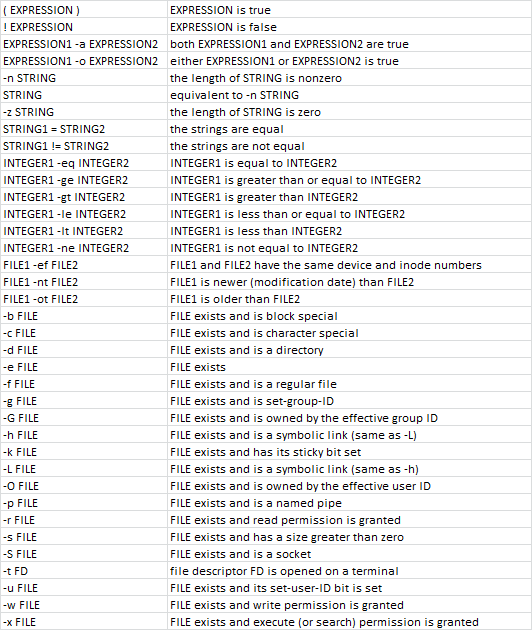 ( EXPRESSION ) EXPRESSION is true
! EXPRESSION EXPRESSION is false
EXPRESSION1 -a EXPRESSION2 both EXPRESSION1 and EXPRESSION2 are true
EXPRESSION1 -o EXPRESSION2 either EXPRESSION1 or EXPRESSION2 is true
-n STRING the length of STRING is nonzero
STRING equivalent to -n STRING
-z STRING the length of STRING is zero
STRING1 = STRING2 the strings are equal
STRING1 != STRING2 the strings are not equal
INTEGER1 -eq INTEGER2 INTEGER1 is equal to INTEGER2
INTEGER1 -ge INTEGER2 INTEGER1 is greater than or equal to INTEGER2
INTEGER1 -gt INTEGER2 INTEGER1 is greater than INTEGER2
INTEGER1 -le INTEGER2 INTEGER1 is less than or equal to INTEGER2
INTEGER1 -lt INTEGER2 INTEGER1 is less than INTEGER2
INTEGER1 -ne INTEGER2 INTEGER1 is not equal to INTEGER2
FILE1 -ef FILE2 FILE1 and FILE2 have the same device and inode numbers
FILE1 -nt FILE2 FILE1 is newer (modification date) than FILE2
FILE1 -ot FILE2 FILE1 is older than FILE2
-b FILE FILE exists and is block special
-c FILE FILE exists and is character special
-d FILE FILE exists and is a directory
-e FILE FILE exists
-f FILE FILE exists and is a regular file
-g FILE FILE exists and is set-group-ID
-G FILE FILE exists and is owned by the effective group ID
-h FILE FILE exists and is a symbolic link (same as -L)
-k FILE FILE exists and has its sticky bit set
-L FILE FILE exists and is a symbolic link (same as -h)
-O FILE FILE exists and is owned by the effective user ID
-p FILE FILE exists and is a named pipe
-r FILE FILE exists and read permission is granted
-s FILE FILE exists and has a size greater than zero
-S FILE FILE exists and is a socket
-t FD file descriptor FD is opened on a terminal
-u FILE FILE exists and its set-user-ID bit is set
-w FILE FILE exists and write permission is granted
-x FILE FILE exists and execute (or search) permission is granted